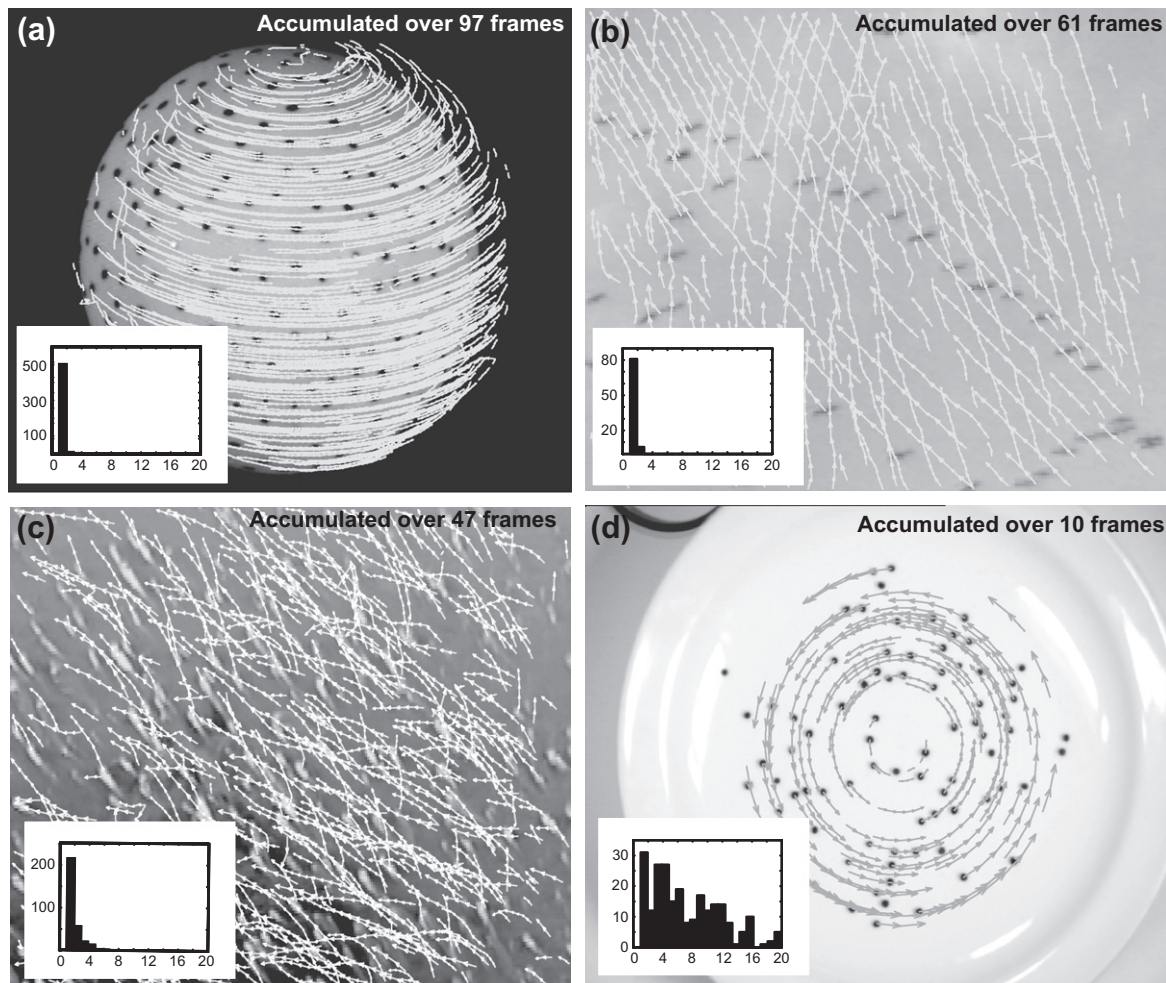 (a) Accumulated over 97 frames
500
300
100
0 4 8 12 16 20
(b) Accumulated over 61 frames
80
60
40
20
0 4 8 12 16 20
(c) Accumulated over 47 frames
200
100
0 4 8 12 16 20
(d) Accumulated over 10 frames
30
20
10
0
0 4 8 12 16 20